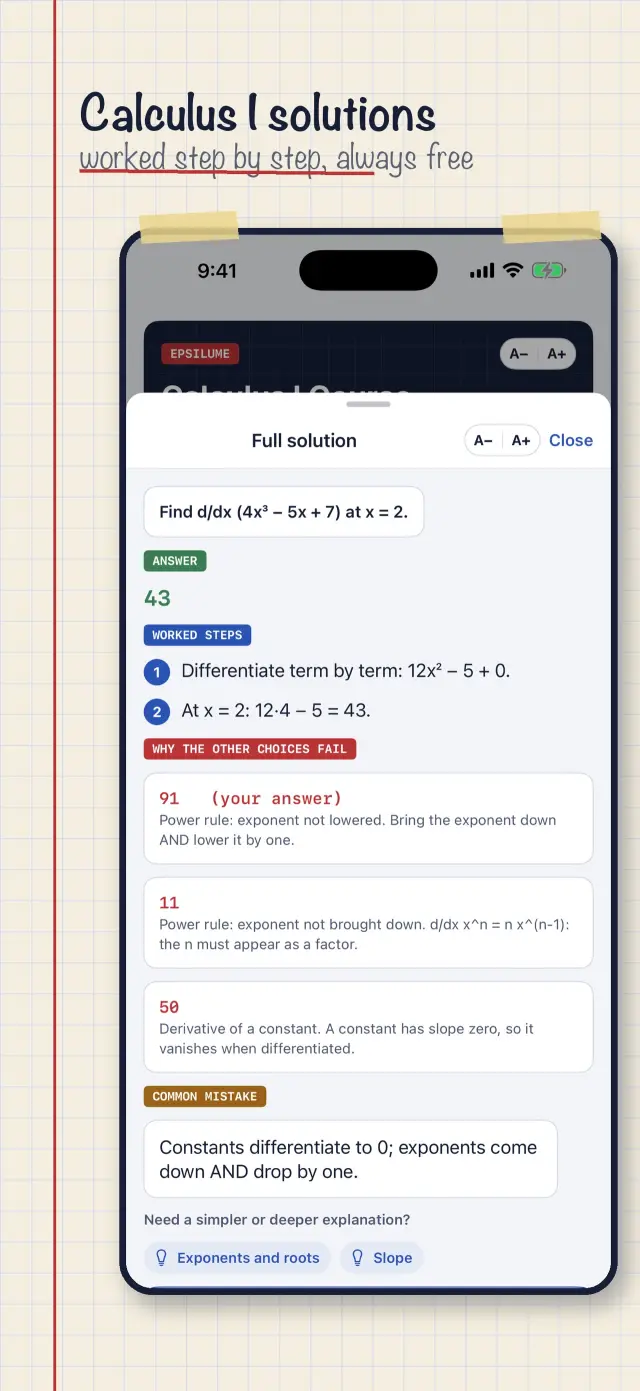 Calculus I solutions
worked step by step, always free
9:41
EPSILUME
A− A+
Calculus I Course
Full solution
A− A+
Close
Find d/dx (4x³ − 5x + 7) at x = 2.
ANSWER
43
WORKED STEPS
1 Differentiate term by term: 12x² − 5 + 0.
2 At x = 2: 12·4 − 5 = 43.
WHY THE OTHER CHOICES FAIL
91 (your answer)
Power rule: exponent not lowered. Bring the exponent down
AND lower it by one.
11
Power rule: exponent not brought down. d/dx x^n = n x^(n-1):
the n must appear as a factor.
50
Derivative of a constant. A constant has slope zero, so it
vanishes when differentiated.
COMMON MISTAKE
Constants differentiate to 0; exponents come
down AND drop by one.
Need a simpler or deeper explanation?
Exponents and roots
Slope